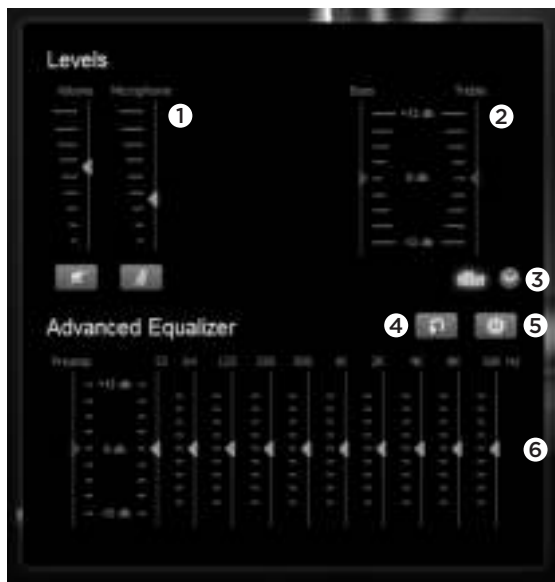 Levels
Volume Microphone Bass Treble
1 2
+12 dB
0 dB
-12 dB
3
Advanced Equalizer 4 5
Preamp 32 64 125 250 500 1K 2K 4K 8K 16K Hz
+12 dB
0 dB 6
-12 dB